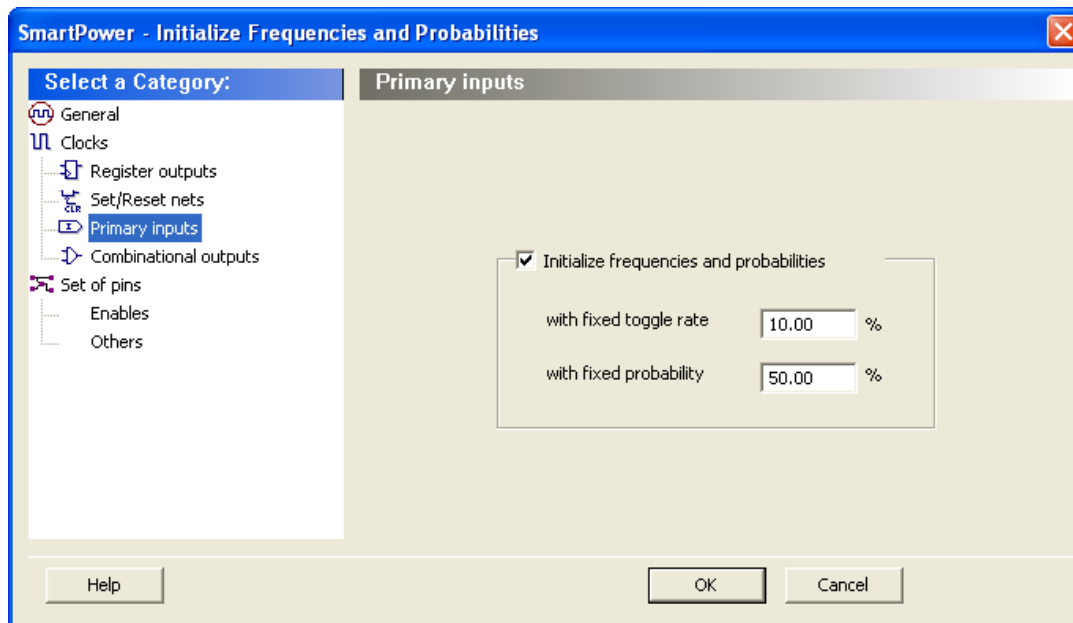 SmartPower - Initialize Frequencies and Probabilities
Select a Category:
General
Clocks
Register outputs
CLR
Set/Reset nets
Primary inputs
Combinational outputs
Set of pins
Enables
Others
Primary inputs
Initialize frequencies and probabilities
with fixed toggle rate 10.00 %
with fixed probability 50.00 %
Help OK Cancel